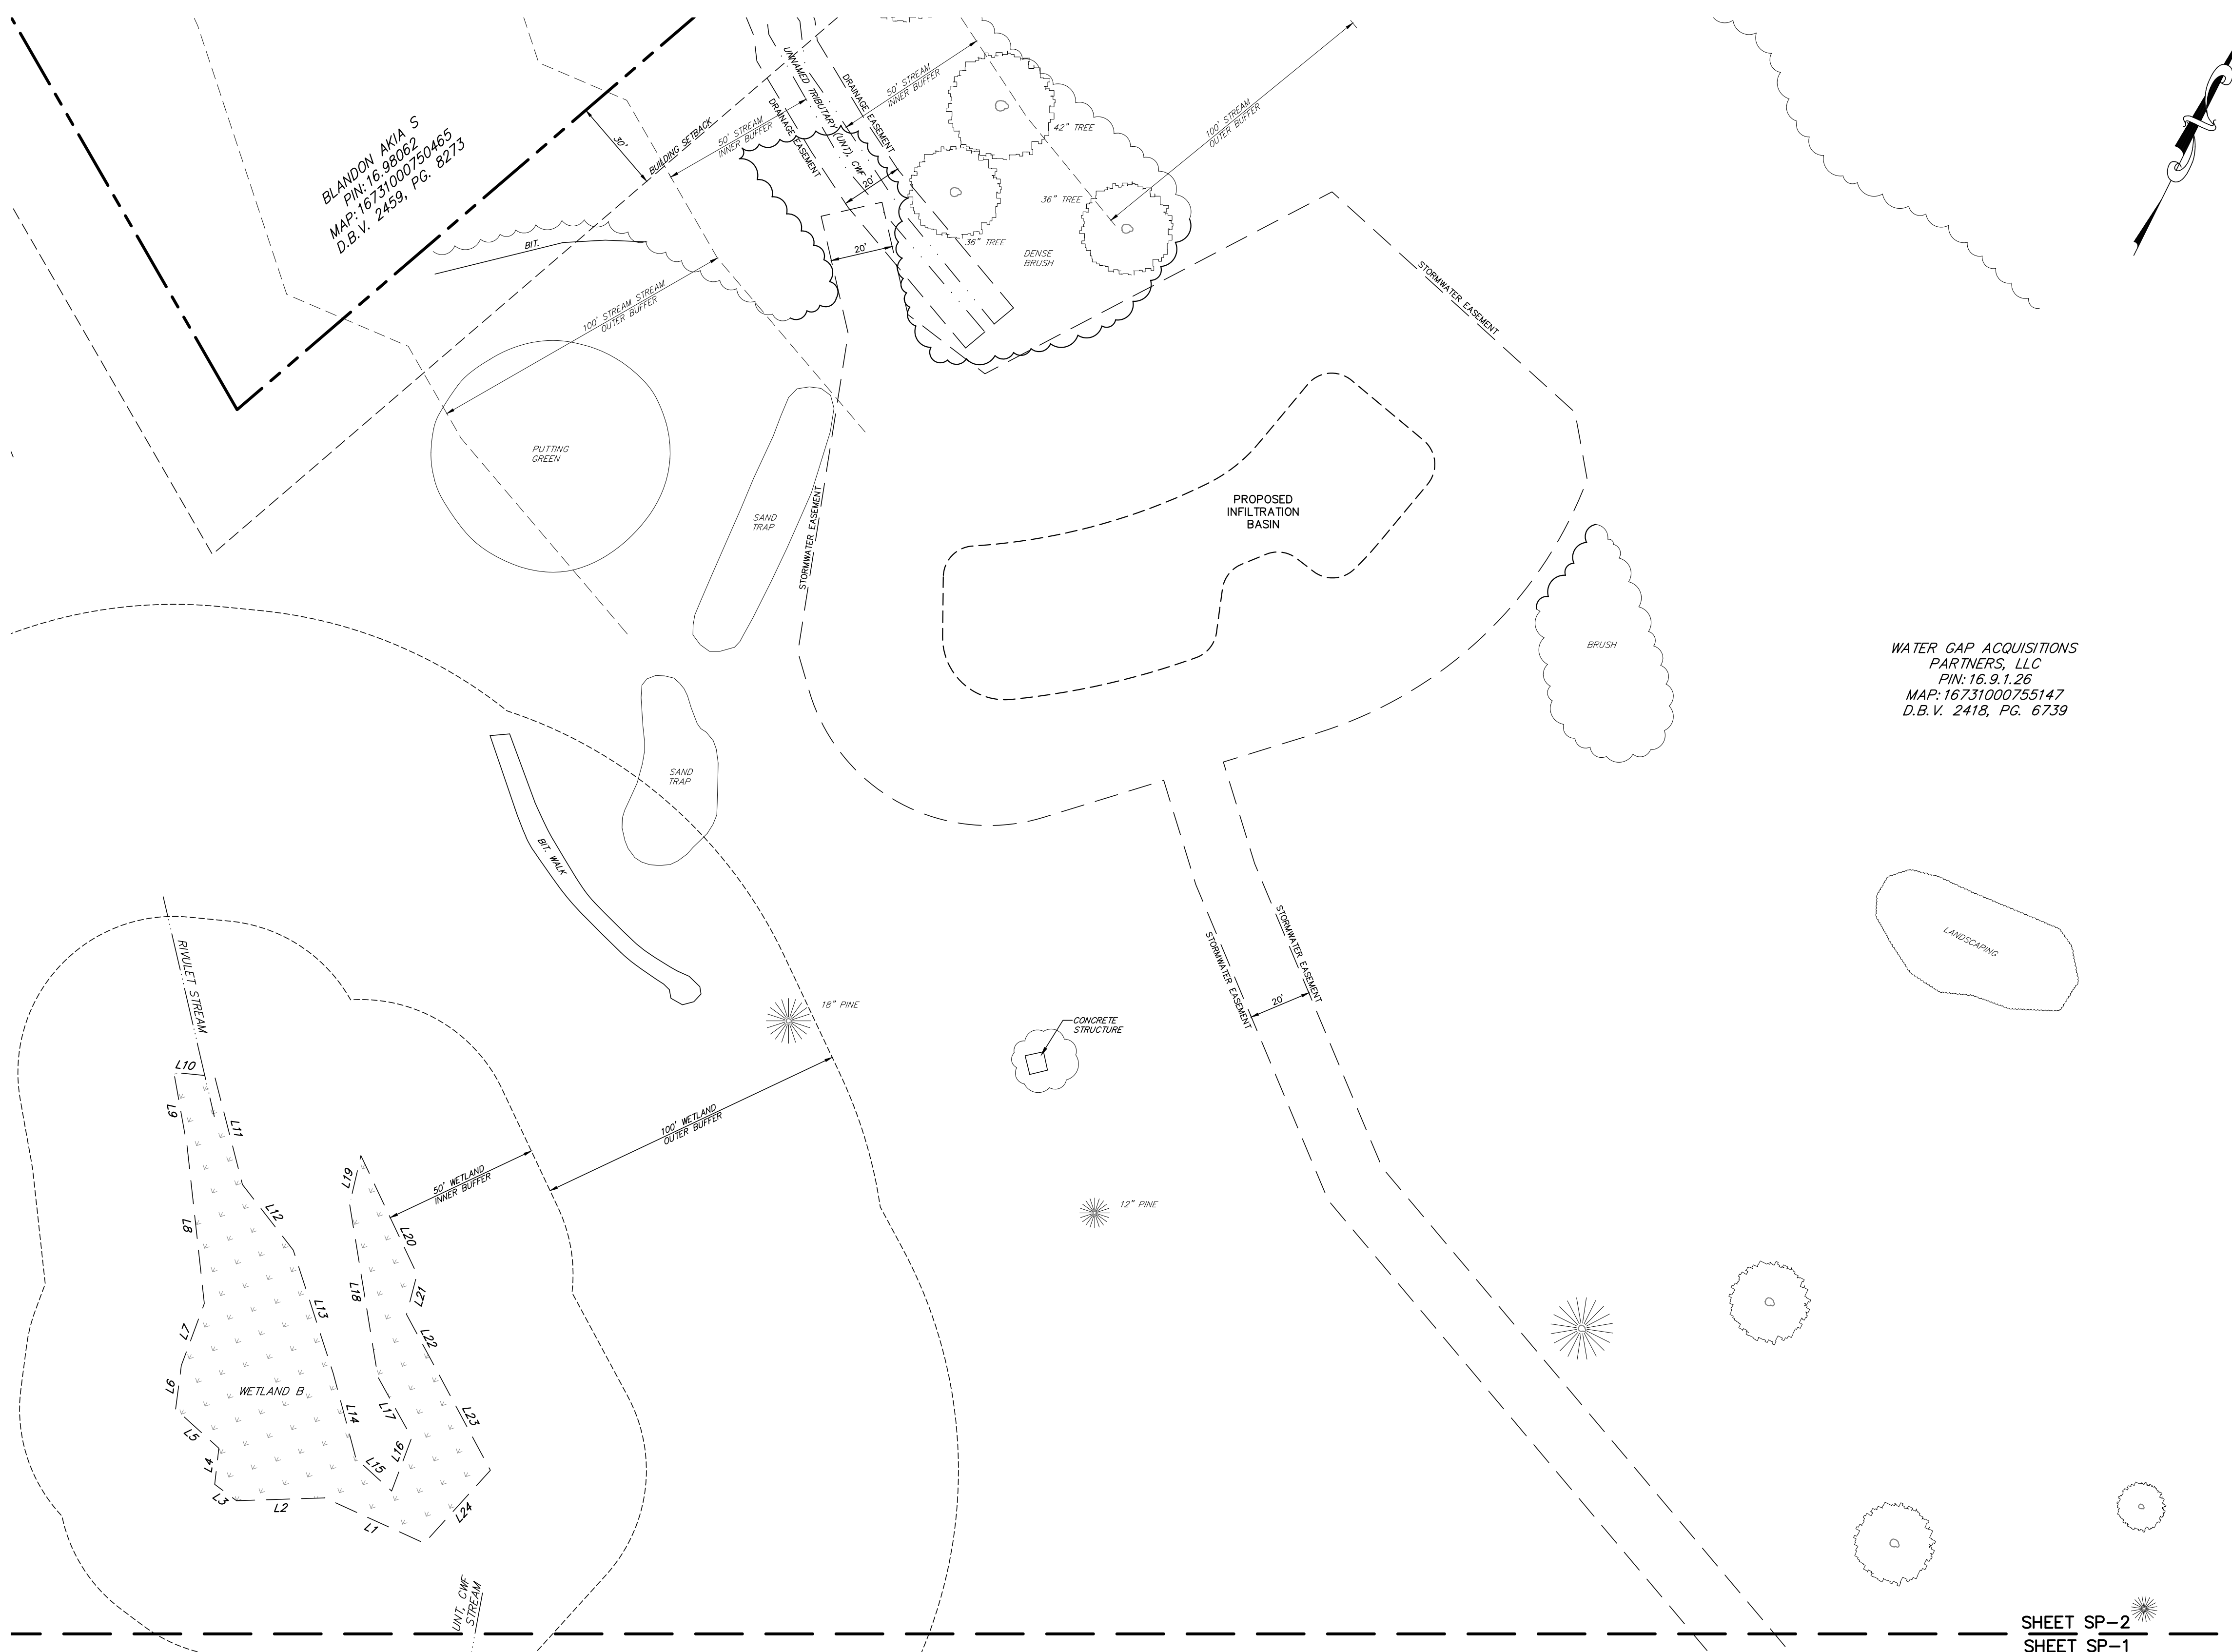 BLANDON AKIA S
PIN: 16.98062
MAP: 16731000750465
D.B.V. 2459, PG. 8273
30'
BUILDING SETBACK
50' STREAM
INNER BUFFER
UNNAMED TRIBUTARY (UNT), CWF
DRAINAGE EASEMENT
DRAINAGE EASEMENT
50' STREAM
INNER BUFFER
20'
20'
42" TREE
36" TREE
36" TREE
DENSE
BRUSH
100' STREAM
OUTER BUFFER
BIT.
100' STREAM STREAM
OUTER BUFFER
STORMWATER EASEMENT
PUTTING
GREEN
SAND
TRAP
STORMWATER EASEMENT
PROPOSED
INFILTRATION
BASIN
BRUSH
WATER GAP ACQUISITIONS
PARTNERS, LLC
PIN: 16.9.1.26
MAP: 16731000755147
D.B.V. 2418, PG. 6739
SAND
TRAP
BIT. WALK
RIVULET STREAM
STORMWATER EASEMENT
STORMWATER EASEMENT
20'
LANDSCAPING
18" PINE
CONCRETE
STRUCTURE
L10
L9
L11
100' WETLAND
OUTER BUFFER
50' WETLAND
INNER BUFFER
L19
12" PINE
L8
L12
L20
L18
L21
L13
L7
L22
L6
WETLAND B
L14
L17
L23
L5
L16
L4
L15
L3
L2
L1
L24
UNT, CWF
STREAM
SHEET SP-2
SHEET SP-1